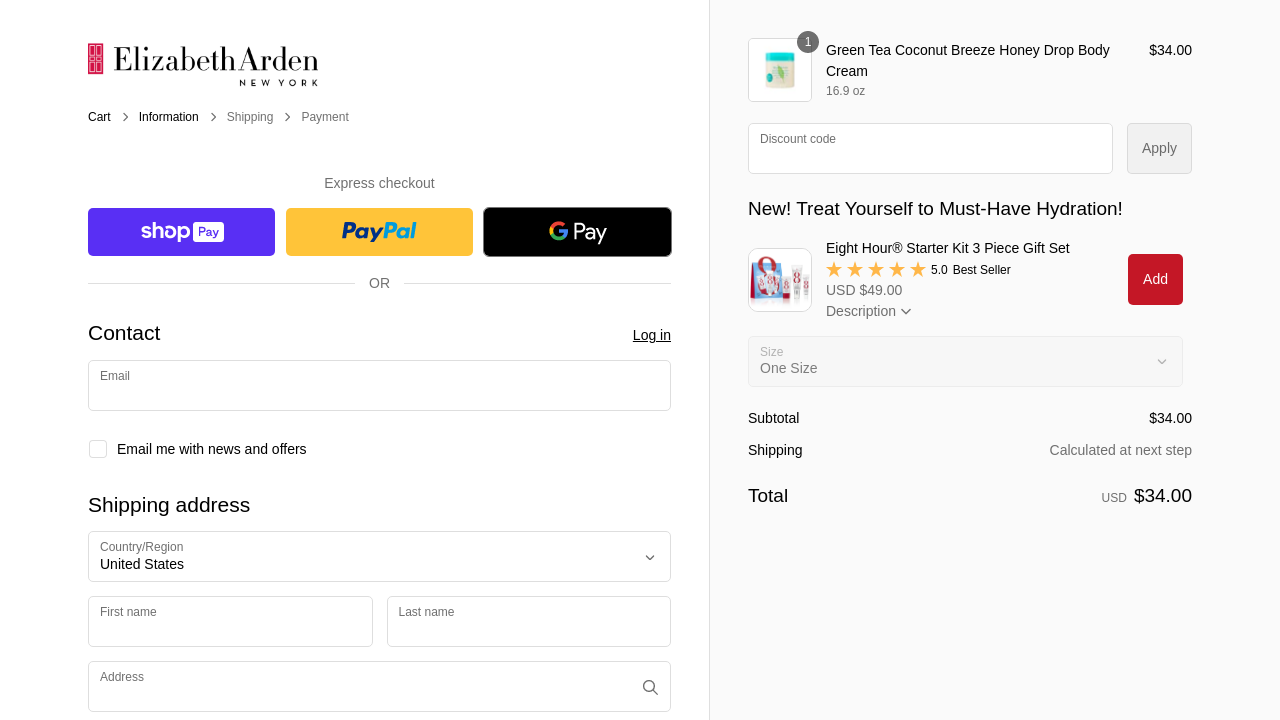 Elizabeth Arden
NEW YORK
Cart > Information > Shipping > Payment
Express checkout
shop Pay
PayPal
G Pay
OR
Contact
Log in
Email
Email me with news and offers
Shipping address
Country/Region
United States
First name
Last name
Address
1
Green Tea Coconut Breeze Honey Drop Body
Cream
16.9 oz
$34.00
Discount code
Apply
New! Treat Yourself to Must-Have Hydration!
Eight Hour® Starter Kit 3 Piece Gift Set
5.0 Best Seller
USD $49.00
Description
Add
Size
One Size
Subtotal $34.00
Shipping Calculated at next step
Total USD $34.00